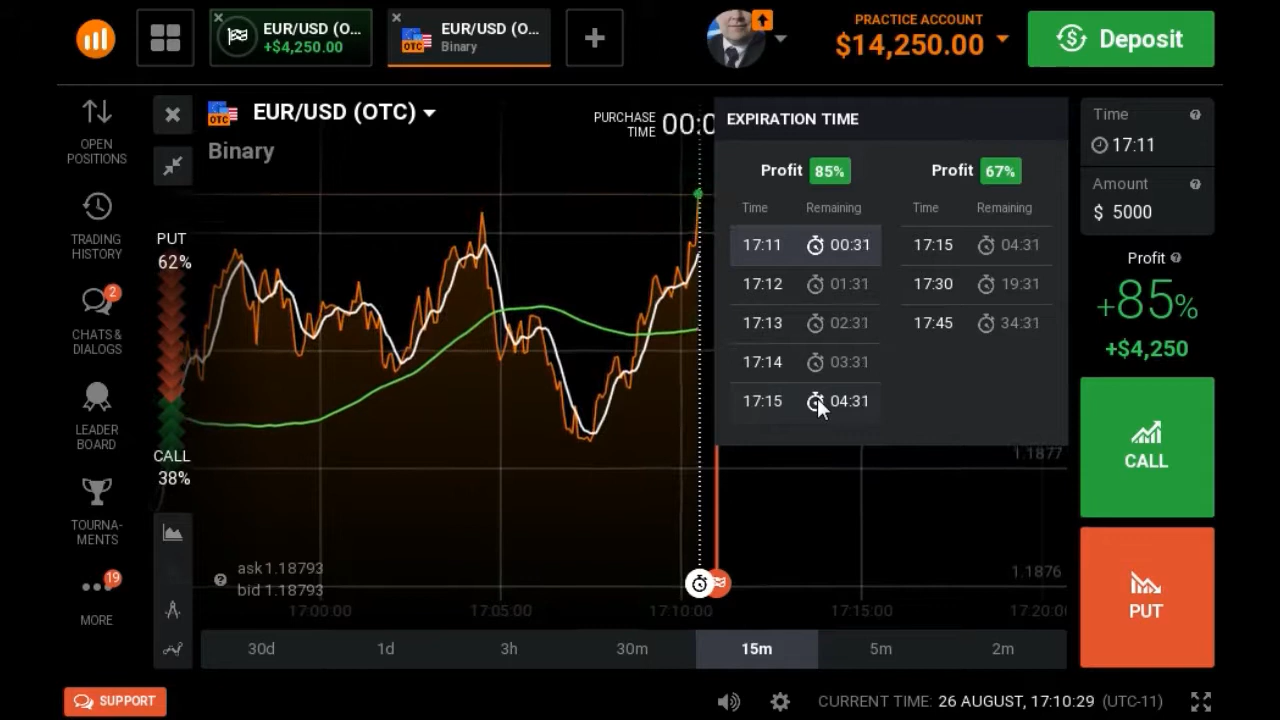 EUR/USD (O...
+$4,250.00
EUR/USD (O...
Binary
OTC
PRACTICE ACCOUNT
$14,250.00
Deposit
OPEN
POSITIONS
TRADING
HISTORY
2
CHATS &
DIALOGS
LEADER
BOARD
TOURNA-
MENTS
19
MORE
OTC
EUR/USD (OTC)
Binary
PURCHASE
TIME
00:0
PUT
62%
CALL
38%
ask 1.18793
bid 1.18793
EXPIRATION TIME
Profit 85%
Time Remaining
17:11 00:31
17:12 01:31
17:13 02:31
17:14 03:31
17:15 04:31
Profit 67%
Time Remaining
17:15 04:31
17:30 19:31
17:45 34:31
1.1877
1.1876
17:00:00 17:05:00 17:10:00 17:15:00 17:20:0
30d 1d 3h 30m 15m 5m 2m
Time
17:11
Amount
$ 5000
Profit
+85%
+$4,250
CALL
PUT
SUPPORT
CURRENT TIME: 26 AUGUST, 17:10:29 (UTC-11)